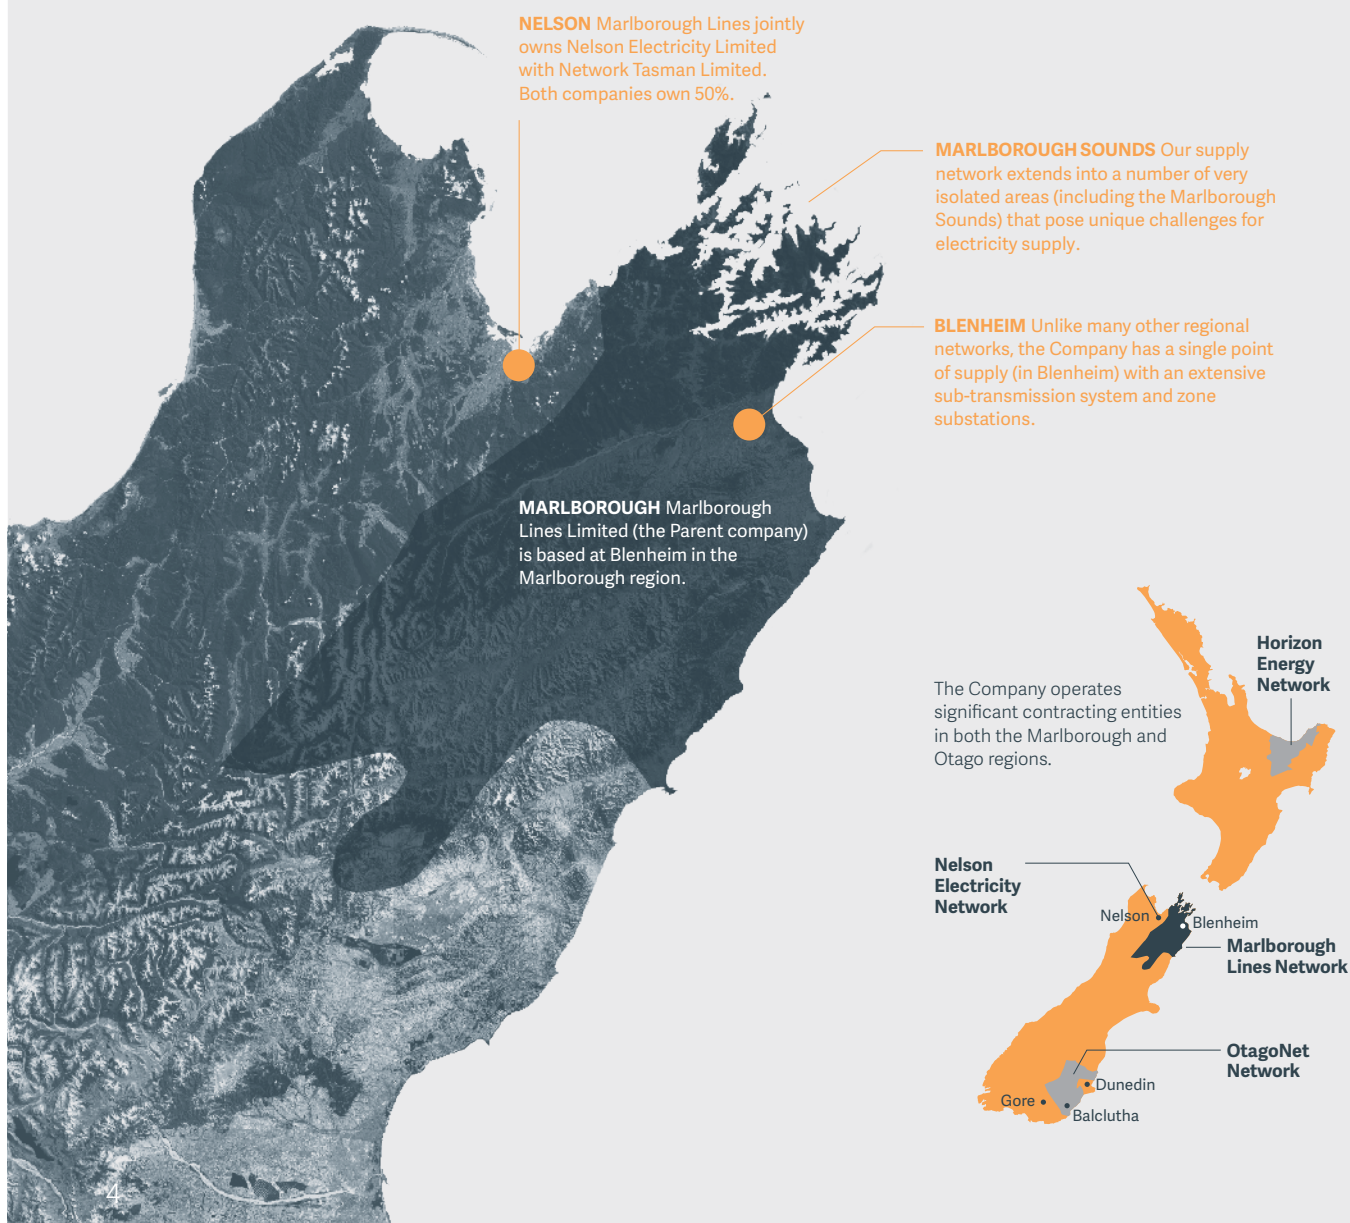 NELSON Marlborough Lines jointly
owns Nelson Electricity Limited
with Network Tasman Limited.
Both companies own 50%.
MARLBOROUGH SOUNDS Our supply
network extends into a number of very
isolated areas (including the Marlborough
Sounds) that pose unique challenges for
electricity supply.
BLENHEIM Unlike many other regional
networks, the Company has a single point
of supply (in Blenheim) with an extensive
sub-transmission system and zone
substations.
MARLBOROUGH Marlborough
Lines Limited (the Parent company)
is based at Blenheim in the
Marlborough region.
The Company operates
significant contracting entities
in both the Marlborough and
Otago regions.
Horizon
Energy
Network
Nelson
Electricity
Network
Nelson
Blenheim
Marlborough
Lines Network
OtagoNet
Network
Dunedin
Gore
Balclutha
4